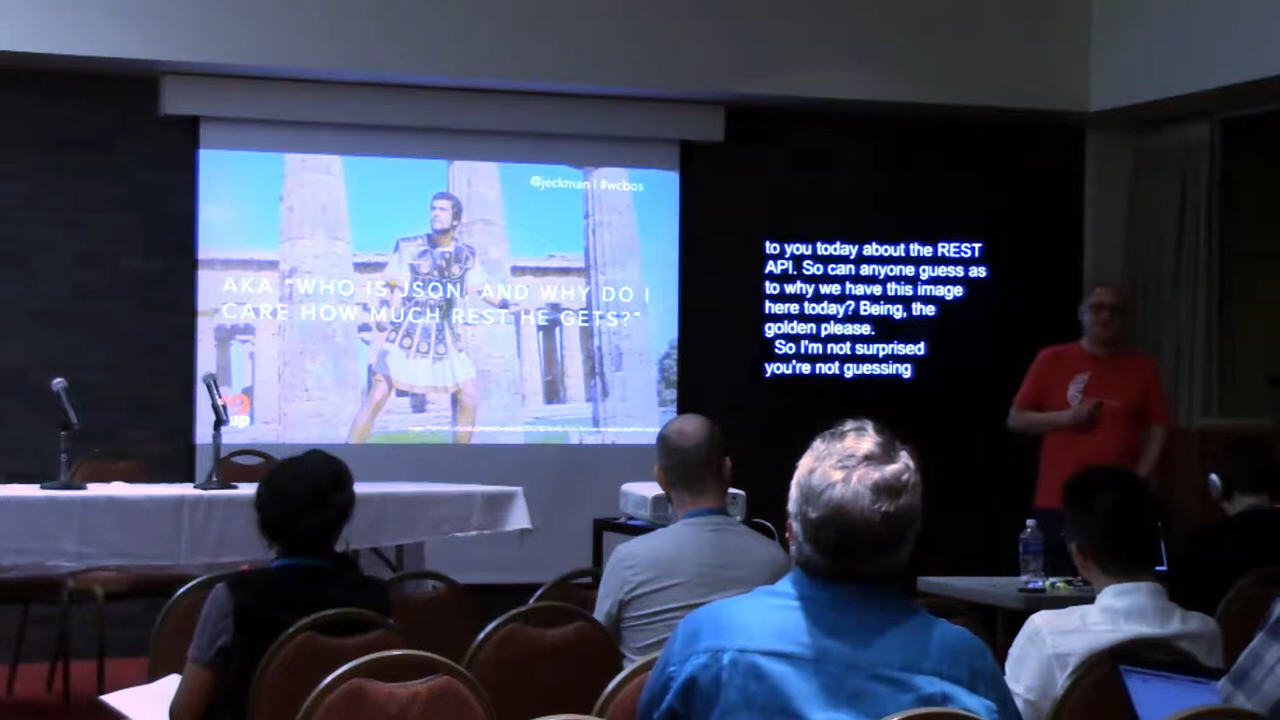 @jeckman | #wcbos
AKA "WHO IS JSON, AND WHY DO I
CARE HOW MUCH REST HE GETS?"
up
to you today about the REST
API. So can anyone guess as
to why we have this image
here today? Being, the
golden please.
So I'm not surprised
you're not guessing